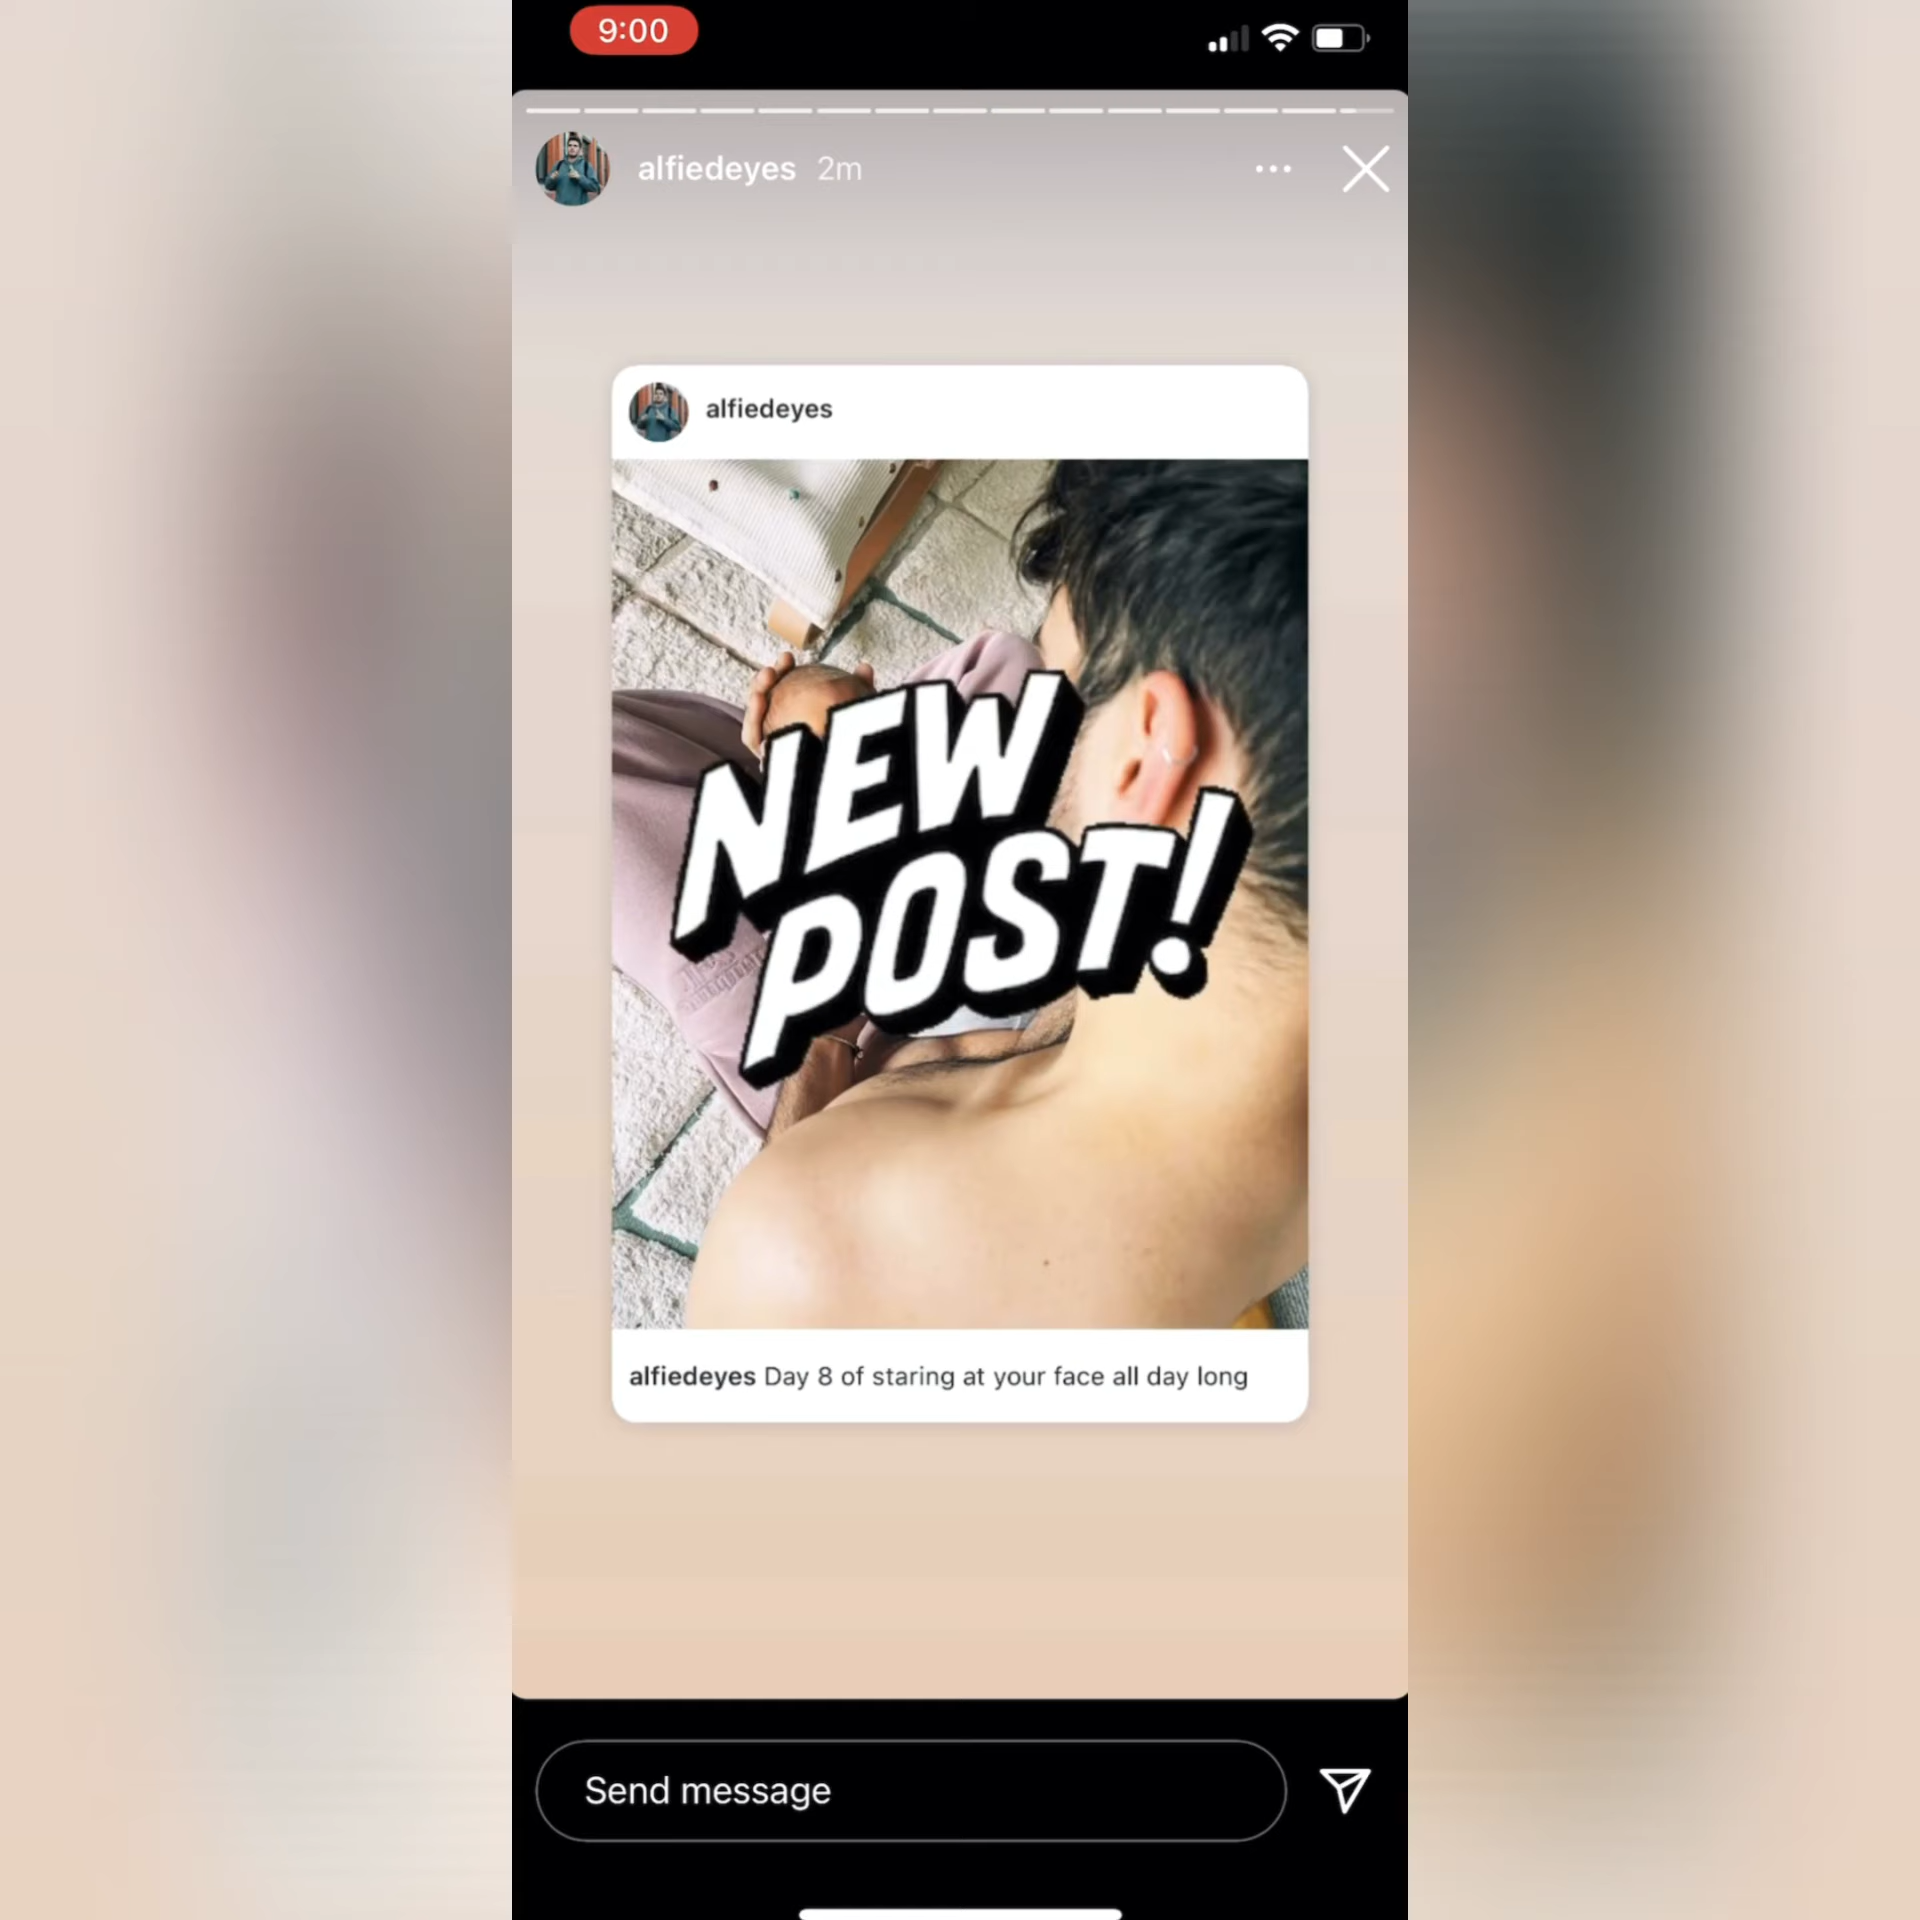 9:00
alfiedeyes 2m
alfiedeyes
NEW
POST!
alfiedeyes Day 8 of staring at your face all day long
Send message